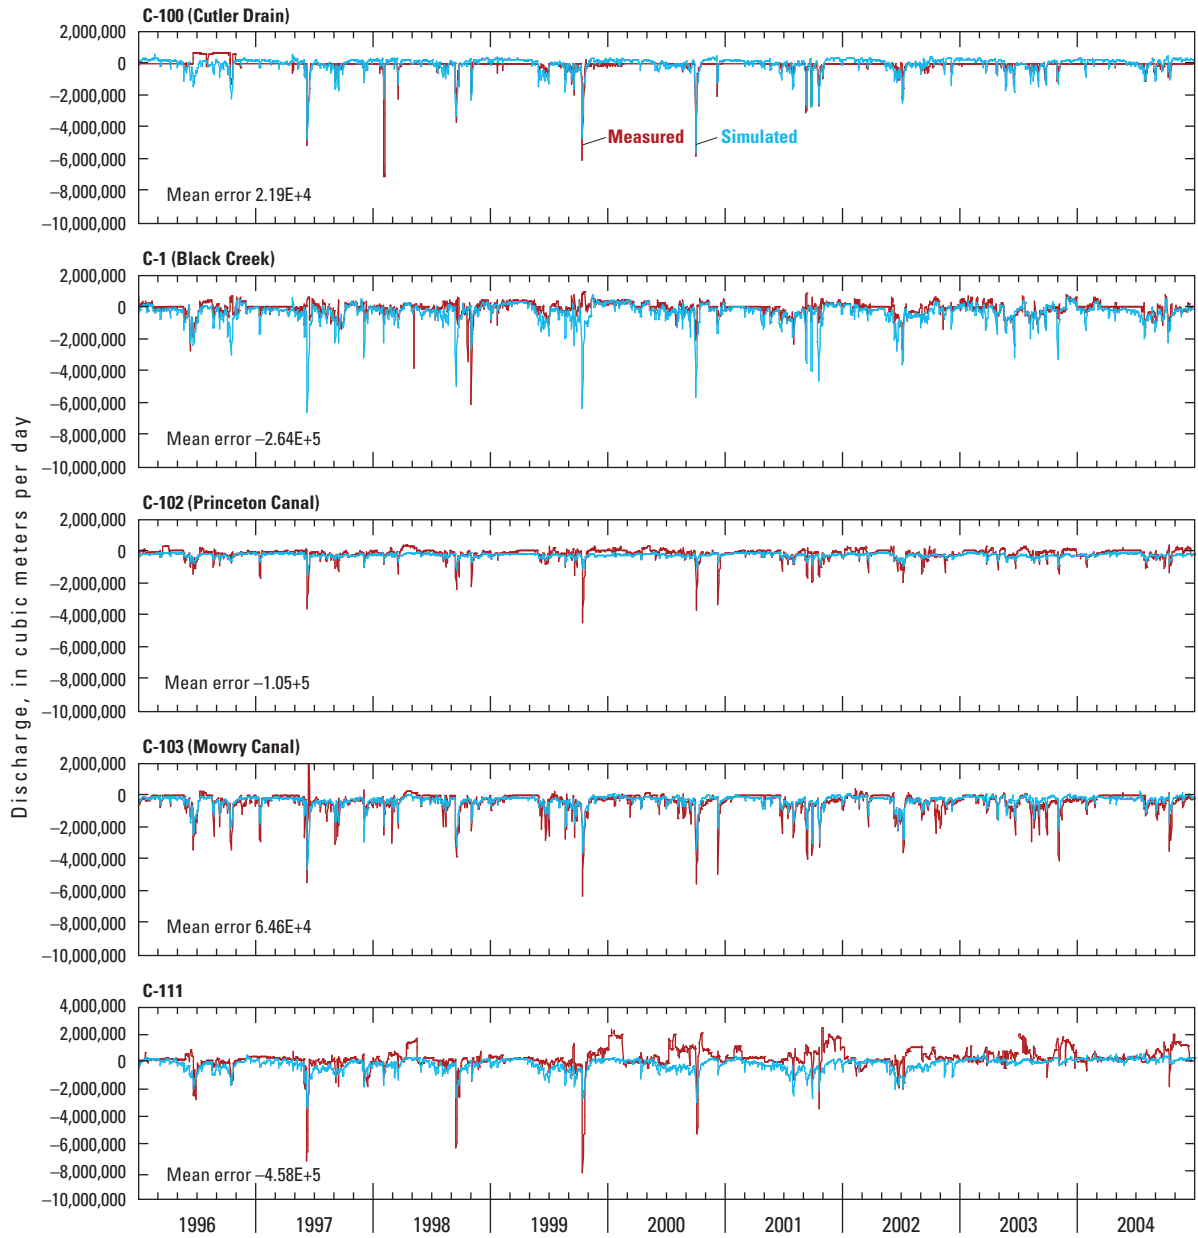 C-100 (Cutler Drain)
2,000,000
0
−2,000,000
−4,000,000
−6,000,000
−8,000,000
−10,000,000
Measured
Simulated
Mean error 2.19E+4
C-1 (Black Creek)
2,000,000
0
−2,000,000
−4,000,000
−6,000,000
−8,000,000
−10,000,000
Mean error −2.64E+5
Discharge, in cubic meters per day
C-102 (Princeton Canal)
2,000,000
0
−2,000,000
−4,000,000
−6,000,000
−8,000,000
−10,000,000
Mean error −1.05+5
C-103 (Mowry Canal)
2,000,000
0
−2,000,000
−4,000,000
−6,000,000
−8,000,000
−10,000,000
Mean error 6.46E+4
C-111
4,000,000
2,000,000
0
−2,000,000
−4,000,000
−6,000,000
−8,000,000
−10,000,000
Mean error −4.58E+5
1996 1997 1998 1999 2000 2001 2002 2003 2004